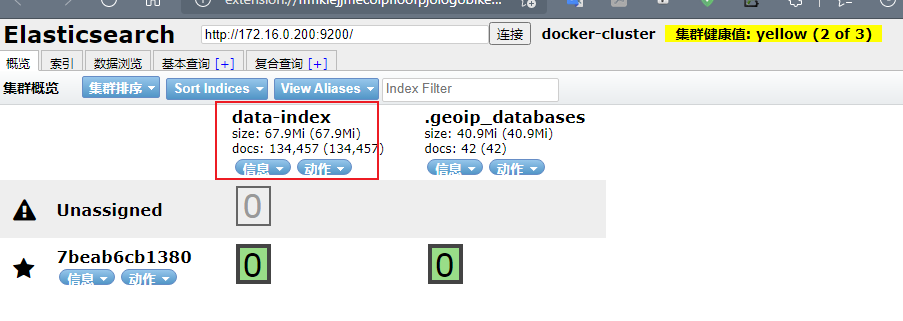 Elasticsearch http://172.16.0.200:9200/ 连接 docker-cluster 集群健康值: yellow (2 of 3)
概览 索引 数据浏览 基本查询 [+] 复合查询 [+]
集群概览 集群排序 Sort Indices View Aliases Index Filter
data-index .geoip_databases
size: 67.9Mi (67.9Mi) size: 40.9Mi (40.9Mi)
docs: 134,457 (134,457) docs: 42 (42)
信息 动作 信息 动作
Unassigned 0
7beab6cb1380 0 0
信息 动作